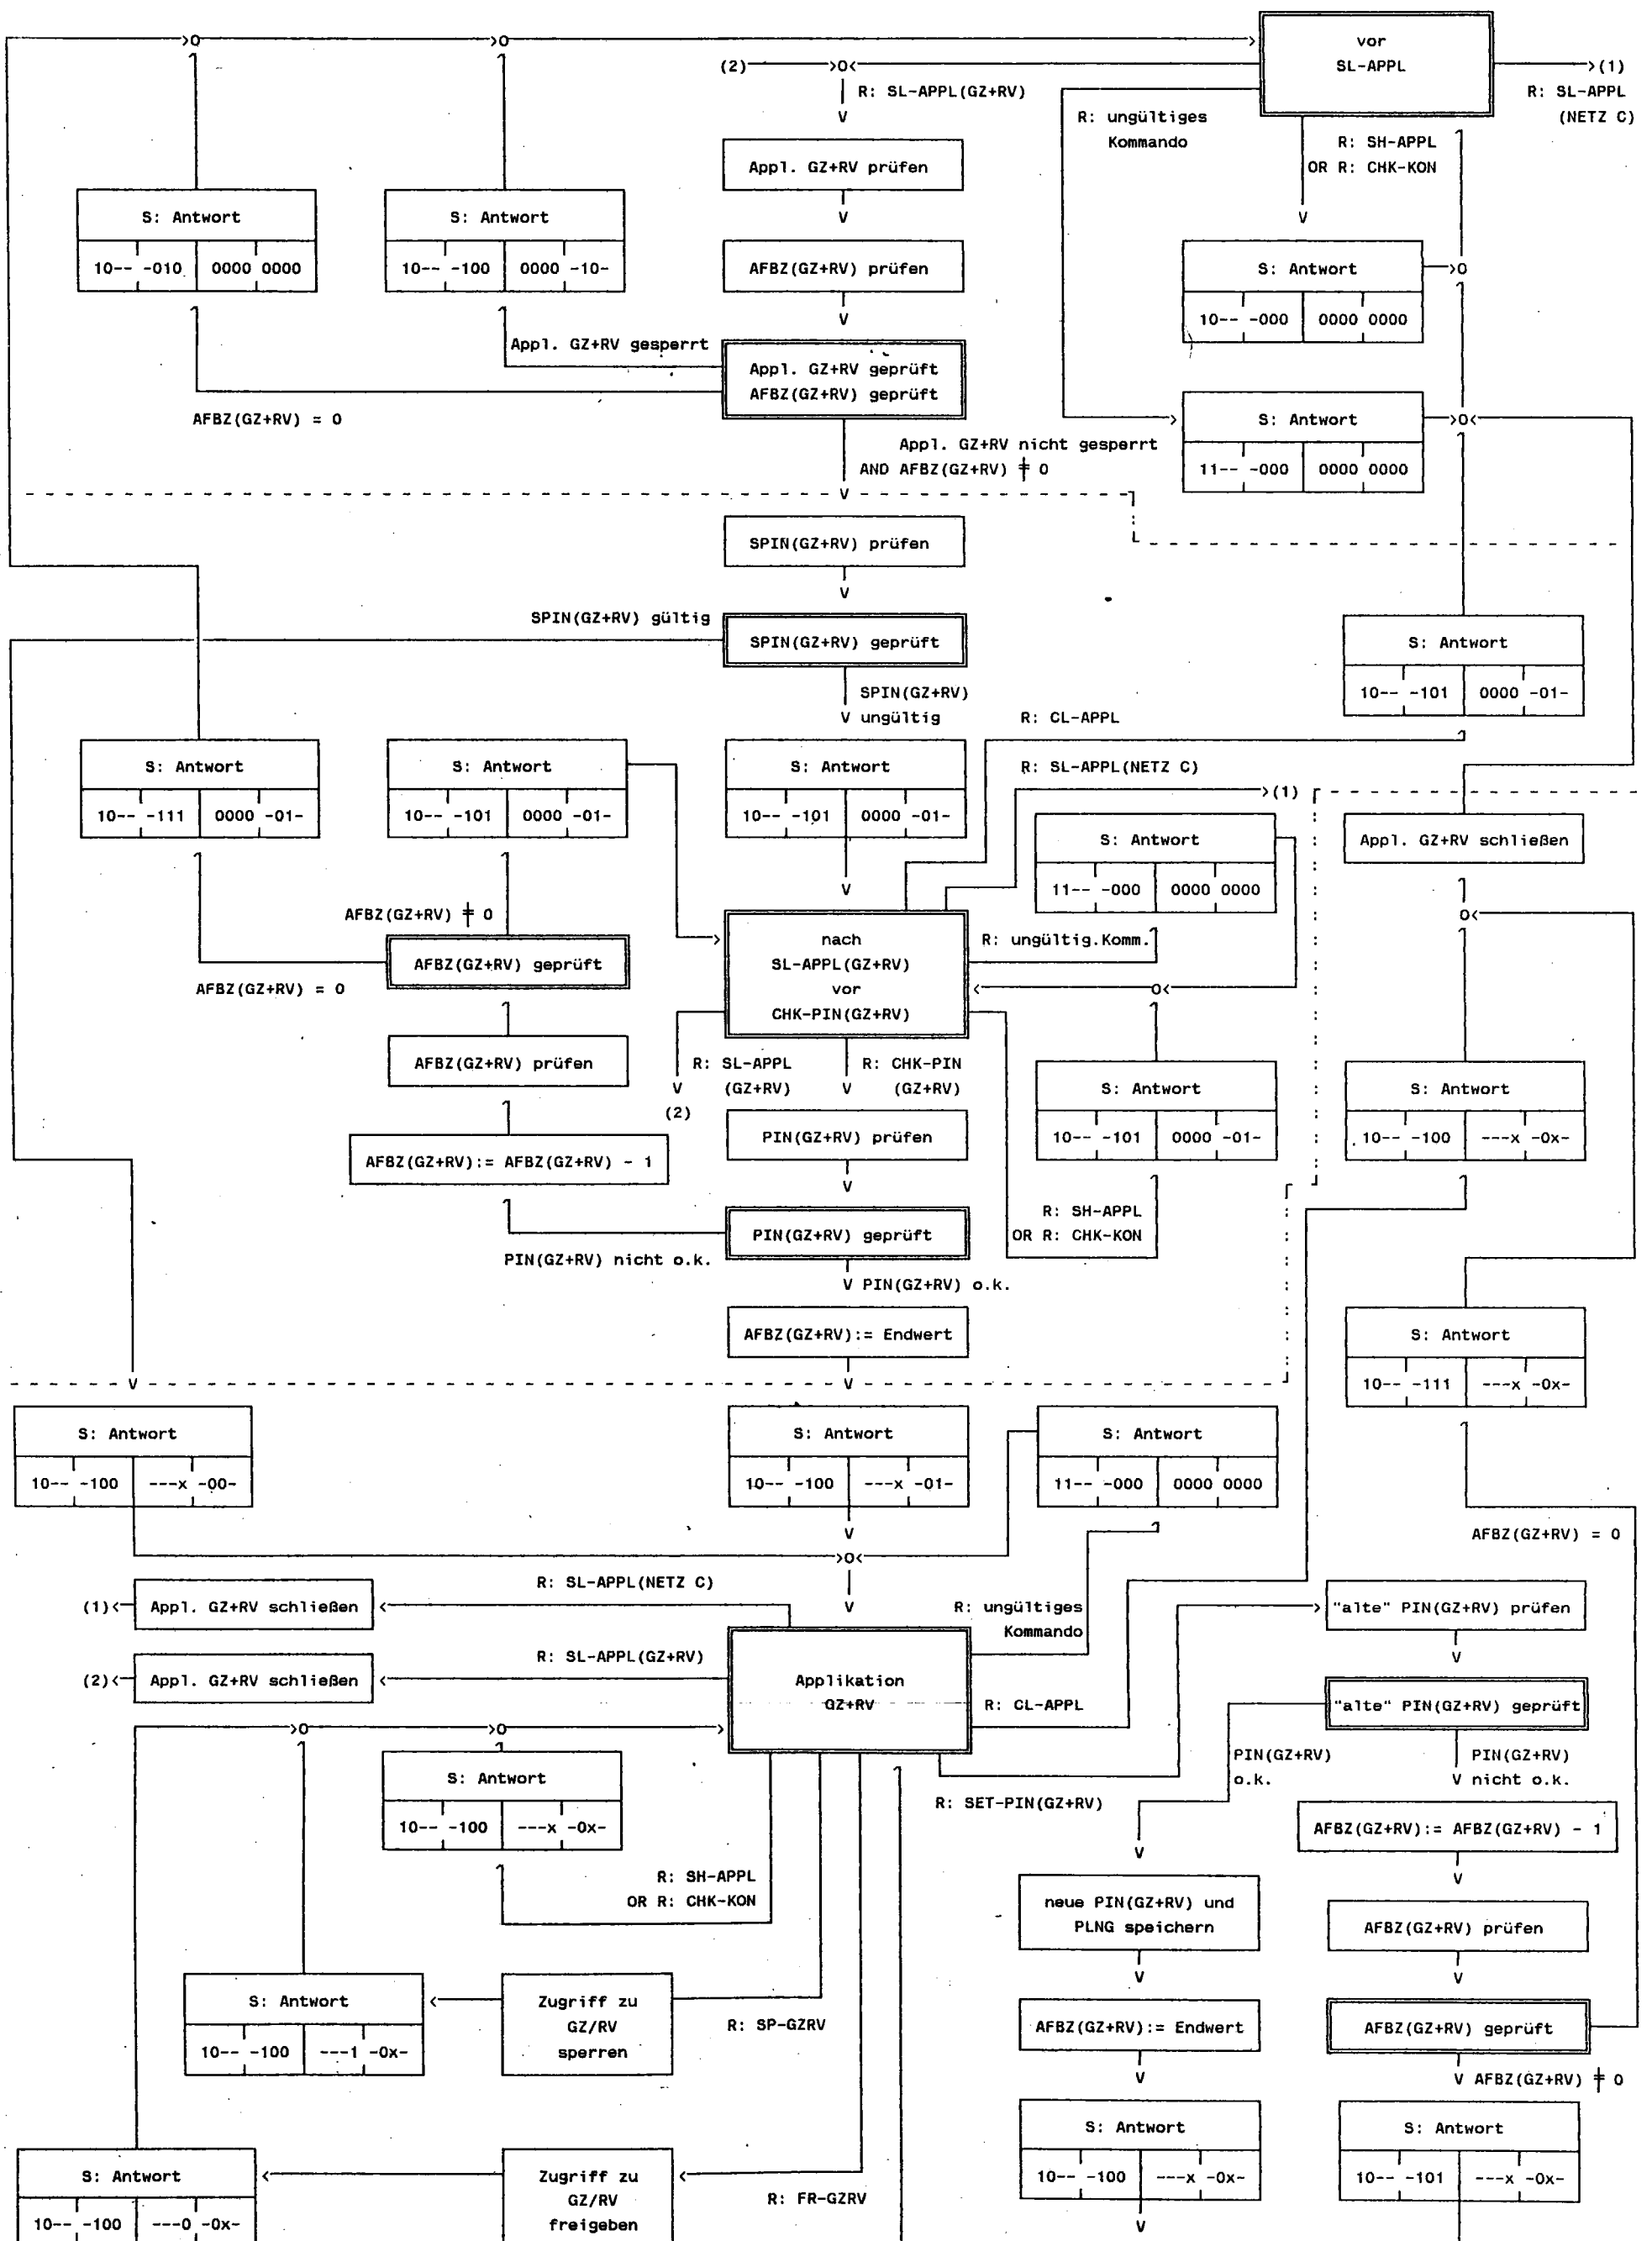 vor
SL-APPL
(2)
(1)
R: SL-APPL(GZ+RV)
R: SL-APPL
(NETZ C)
R: ungültiges
Kommando
R: SH-APPL
OR R: CHK-KON
Appl. GZ+RV prüfen
S: Antwort
10-- -010 0000 0000
S: Antwort
10-- -100 0000 -10-
AFBZ(GZ+RV) prüfen
S: Antwort
10-- -000 0000 0000
Appl. GZ+RV gesperrt
Appl. GZ+RV geprüft
AFBZ(GZ+RV) geprüft
AFBZ(GZ+RV) = 0
S: Antwort
11-- -000 0000 0000
Appl. GZ+RV nicht gesperrt
AND AFBZ(GZ+RV) ‡ 0
SPIN(GZ+RV) prüfen
SPIN(GZ+RV) gültig
SPIN(GZ+RV) geprüft
S: Antwort
10-- -101 0000 -01-
SPIN(GZ+RV)
ungültig
R: CL-APPL
S: Antwort
10-- -111 0000 -01-
S: Antwort
10-- -101 0000 -01-
S: Antwort
10-- -101 0000 -01-
R: SL-APPL(NETZ C)
(1)
S: Antwort
11-- -000 0000 0000
Appl. GZ+RV schließen
AFBZ(GZ+RV) ‡ 0
AFBZ(GZ+RV) geprüft
AFBZ(GZ+RV) = 0
nach
SL-APPL(GZ+RV)
vor
CHK-PIN(GZ+RV)
R: ungültig.Komm.
AFBZ(GZ+RV) prüfen
R: SL-APPL
(GZ+RV)
(2)
R: CHK-PIN
(GZ+RV)
S: Antwort
10-- -101 0000 -01-
S: Antwort
10-- -100 ---x -0x-
PIN(GZ+RV) prüfen
AFBZ(GZ+RV):= AFBZ(GZ+RV) - 1
R: SH-APPL
OR R: CHK-KON
PIN(GZ+RV) geprüft
PIN(GZ+RV) nicht o.k.
PIN(GZ+RV) o.k.
AFBZ(GZ+RV):= Endwert
S: Antwort
10-- -111 ---x -0x-
S: Antwort
10-- -100 ---x -00-
S: Antwort
10-- -100 ---x -01-
S: Antwort
11-- -000 0000 0000
AFBZ(GZ+RV) = 0
R: SL-APPL(NETZ C)
(1)
Appl. GZ+RV schließen
R: ungültiges
Kommando
"alte" PIN(GZ+RV) prüfen
R: SL-APPL(GZ+RV)
(2)
Appl. GZ+RV schließen
Applikation
GZ+RV
R: CL-APPL
"alte" PIN(GZ+RV) geprüft
PIN(GZ+RV)
o.k.
PIN(GZ+RV)
nicht o.k.
S: Antwort
10-- -100 ---x -0x-
R: SET-PIN(GZ+RV)
AFBZ(GZ+RV):= AFBZ(GZ+RV) - 1
R: SH-APPL
OR R: CHK-KON
neue PIN(GZ+RV) und
PLNG speichern
AFBZ(GZ+RV) prüfen
S: Antwort
10-- -100 ---1 -0x-
Zugriff zu
GZ/RV
sperren
R: SP-GZRV
AFBZ(GZ+RV):= Endwert
AFBZ(GZ+RV) geprüft
AFBZ(GZ+RV) ‡ 0
S: Antwort
10-- -100 ---x -0x-
S: Antwort
10-- -101 ---x -0x-
S: Antwort
10-- -100 ---0 -0x-
Zugriff zu
GZ/RV
freigeben
R: FR-GZRV